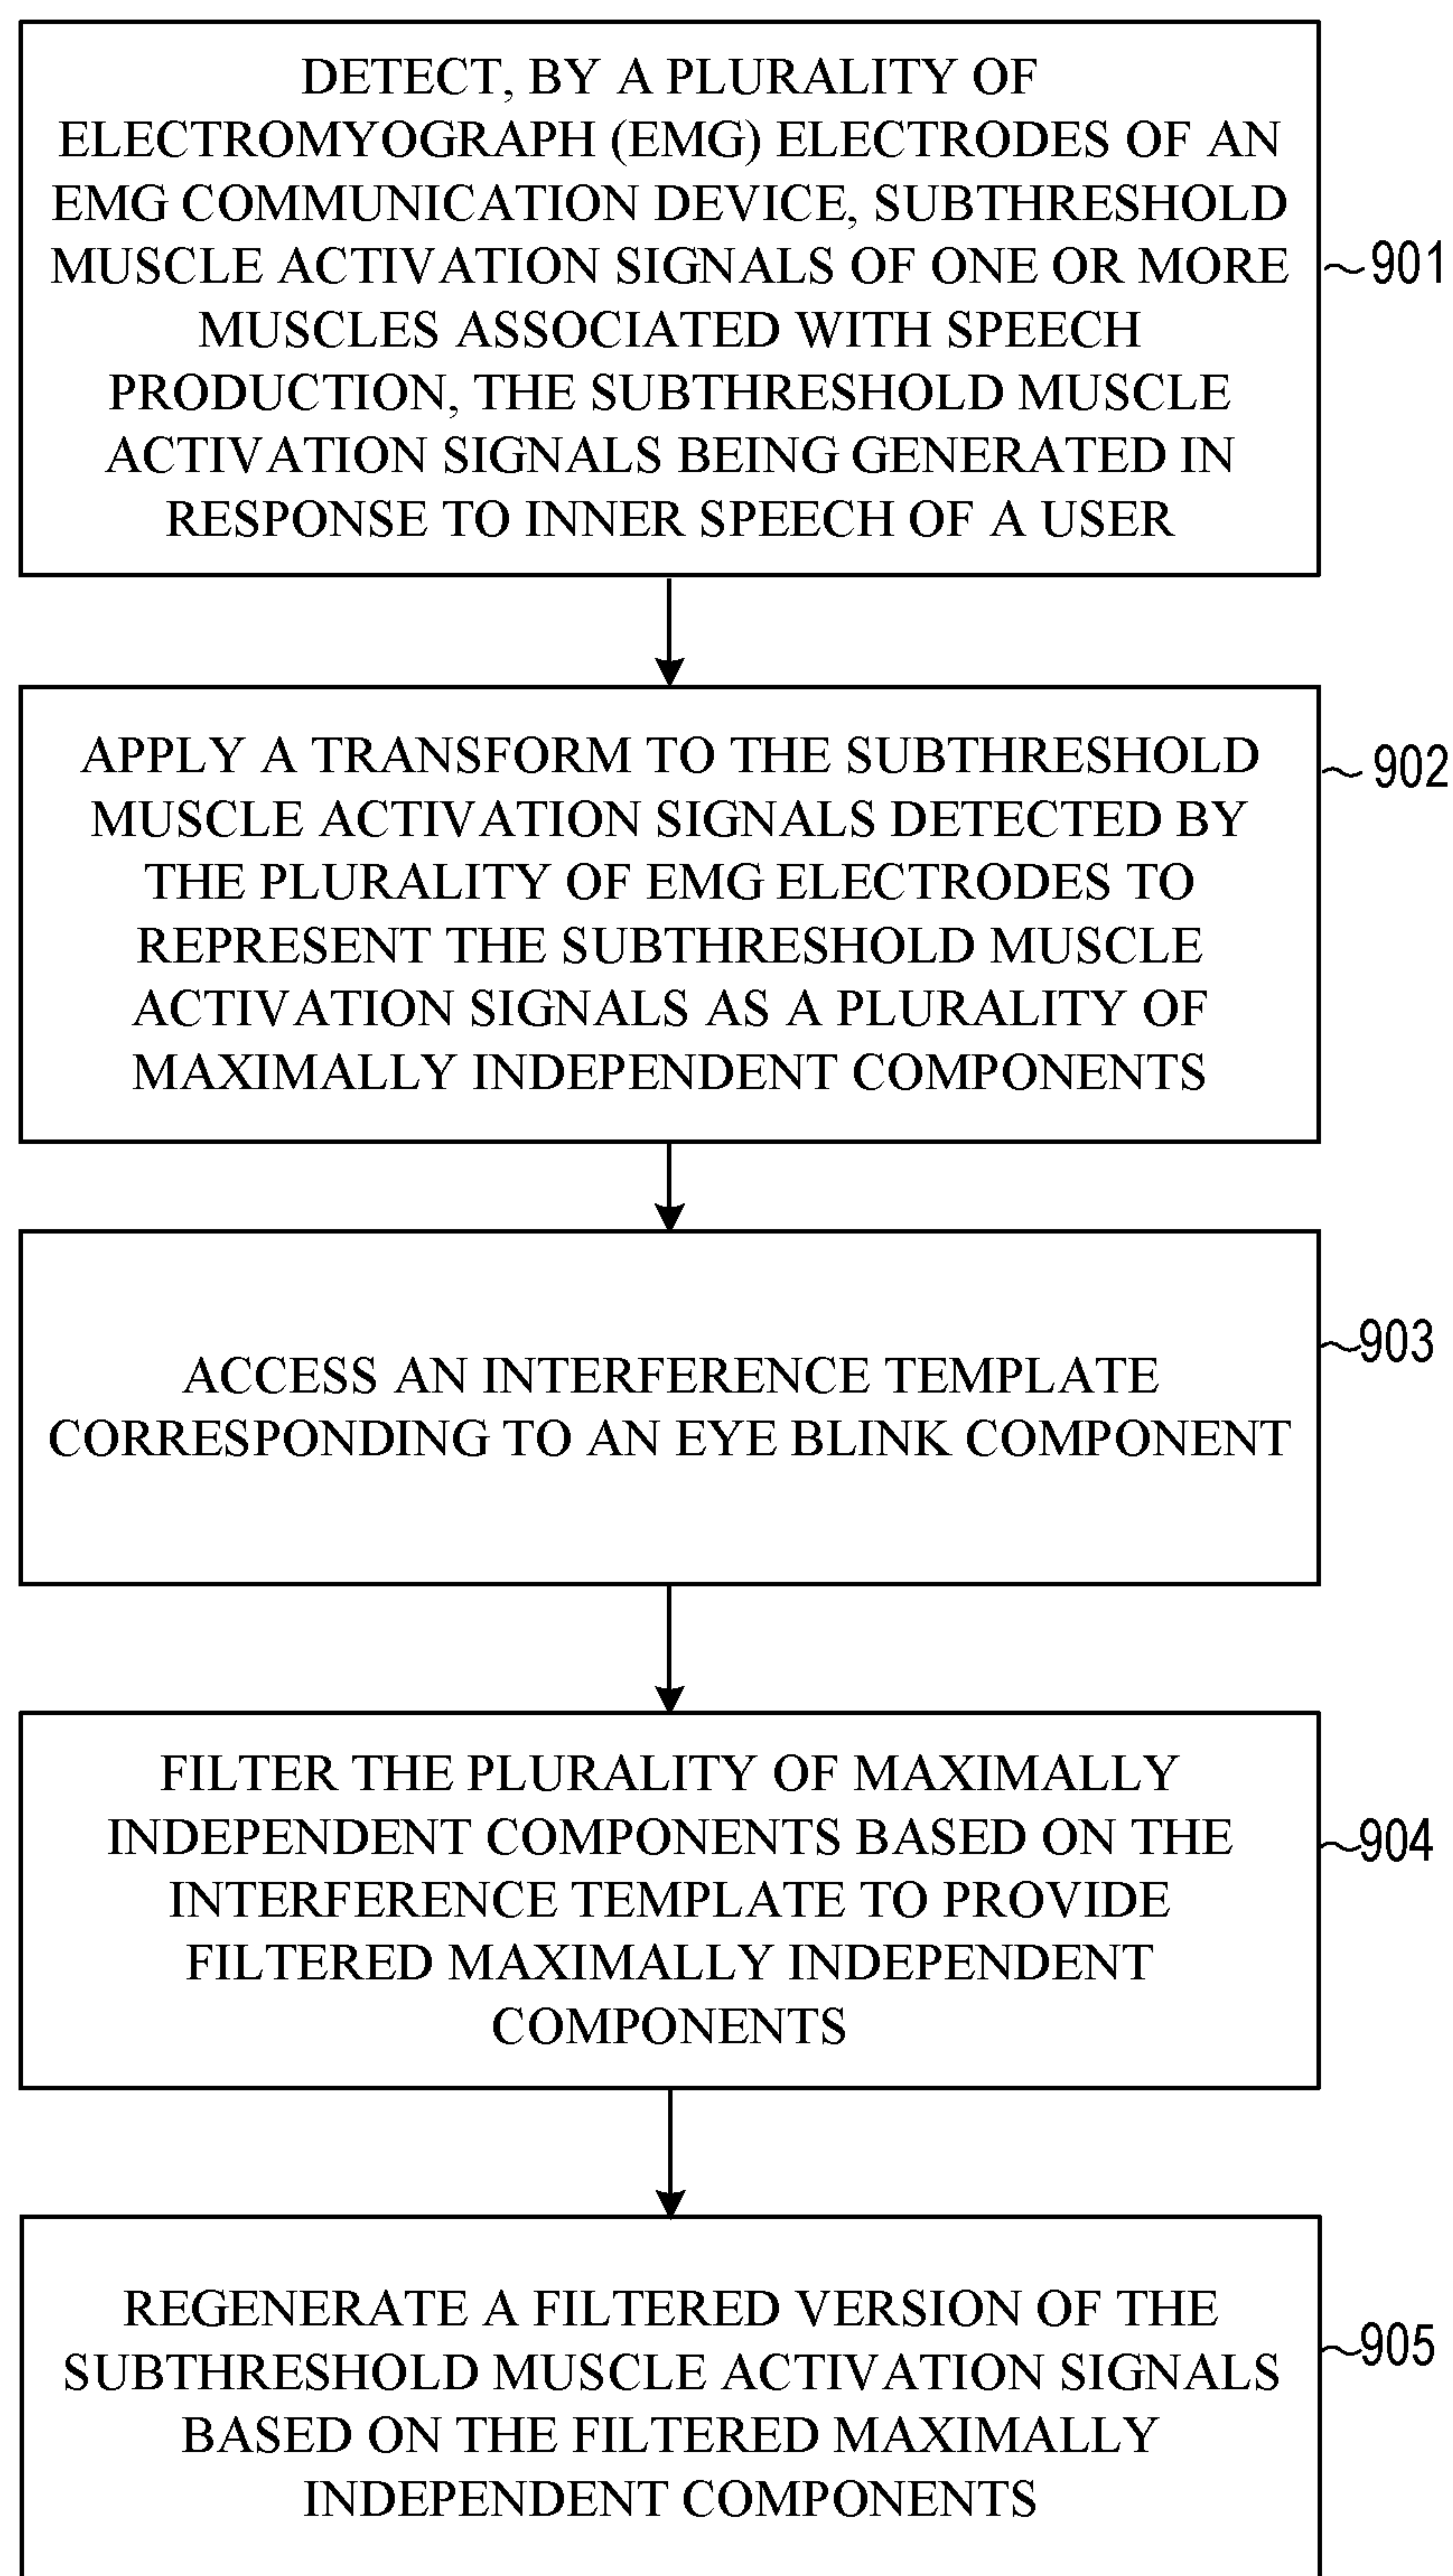 DETECT, BY A PLURALITY OF
ELECTROMYOGRAPH (EMG) ELECTRODES OF AN
EMG COMMUNICATION DEVICE, SUBTHRESHOLD
MUSCLE ACTIVATION SIGNALS OF ONE OR MORE
MUSCLES ASSOCIATED WITH SPEECH
PRODUCTION, THE SUBTHRESHOLD MUSCLE
ACTIVATION SIGNALS BEING GENERATED IN
RESPONSE TO INNER SPEECH OF A USER
901
APPLY A TRANSFORM TO THE SUBTHRESHOLD
MUSCLE ACTIVATION SIGNALS DETECTED BY
THE PLURALITY OF EMG ELECTRODES TO
REPRESENT THE SUBTHRESHOLD MUSCLE
ACTIVATION SIGNALS AS A PLURALITY OF
MAXIMALLY INDEPENDENT COMPONENTS
902
ACCESS AN INTERFERENCE TEMPLATE
CORRESPONDING TO AN EYE BLINK COMPONENT
903
FILTER THE PLURALITY OF MAXIMALLY
INDEPENDENT COMPONENTS BASED ON THE
INTERFERENCE TEMPLATE TO PROVIDE
FILTERED MAXIMALLY INDEPENDENT
COMPONENTS
904
REGENERATE A FILTERED VERSION OF THE
SUBTHRESHOLD MUSCLE ACTIVATION SIGNALS
BASED ON THE FILTERED MAXIMALLY
INDEPENDENT COMPONENTS
905